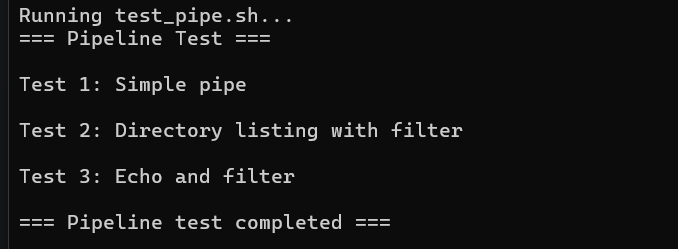 Running test_pipe.sh...
=== Pipeline Test ===
Test 1: Simple pipe
Test 2: Directory listing with filter
Test 3: Echo and filter
=== Pipeline test completed ===